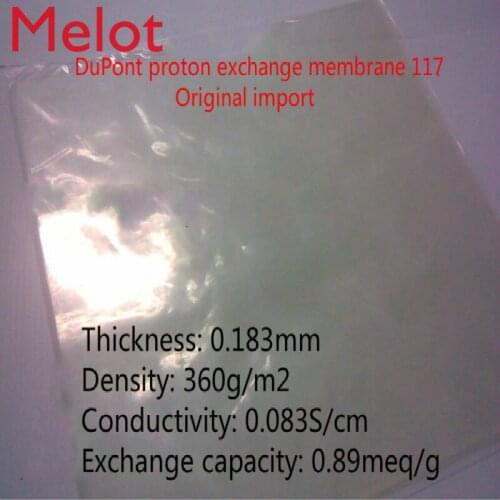 Melot
DuPont proton exchange membrane 117
Original import
Thickness: 0.183mm
Density: 360g/m2
Conductivity: 0.083S/cm
Exchange capacity: 0.89meq/g